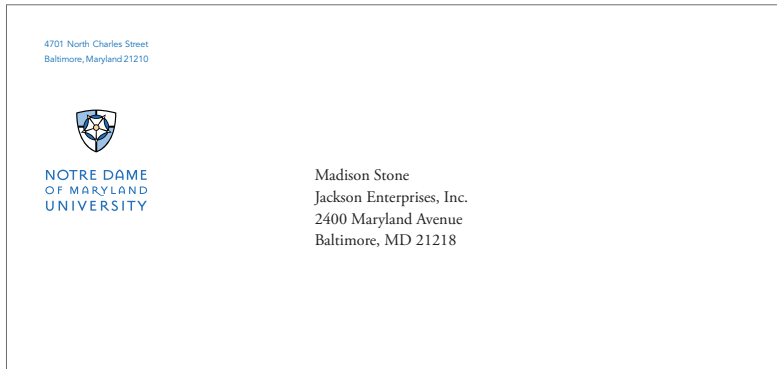 4701 North Charles Street
Baltimore, Maryland 21210
NOTRE DAME
OF MARYLAND
UNIVERSITY
Madison Stone
Jackson Enterprises, Inc.
2400 Maryland Avenue
Baltimore, MD 21218